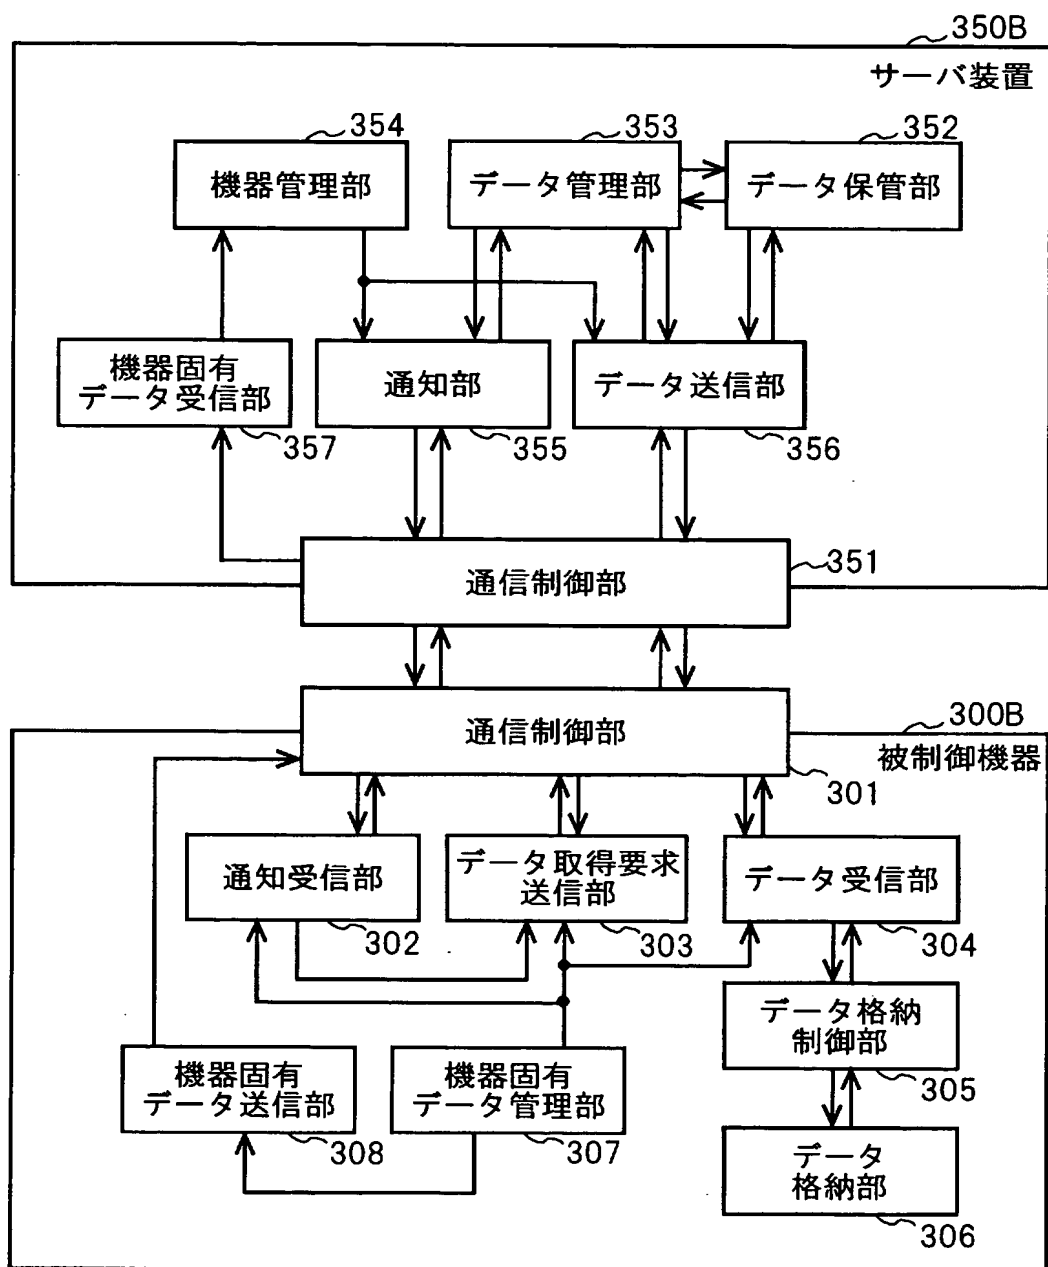 350B
サーバ装置
354
353
352
機器管理部
データ管理部
データ保管部
機器固有
データ受信部
通知部
データ送信部
357
355
356
通信制御部
351
通信制御部
300B
被制御機器
301
通知受信部
データ取得要求
送信部
データ受信部
302
303
304
データ格納
制御部
305
機器固有
データ送信部
機器固有
データ管理部
308
307
データ
格納部
306